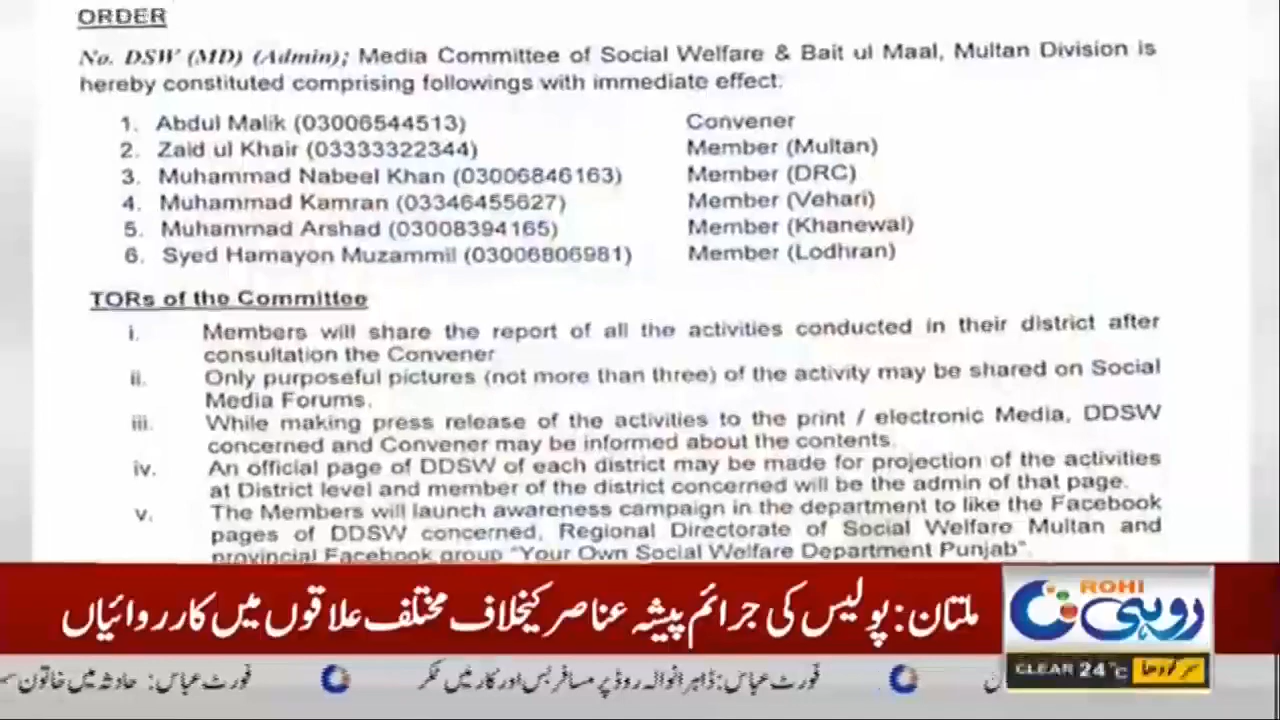 ORDER
No. DSW (MD) (Admin); Media Committee of Social Welfare & Bait ul Maal, Multan Division is
hereby constituted comprising followings with immediate effect.
1. Abdul Malik (03006544513) Convener
2. Zaid ul Khair (03333322344) Member (Multan)
3. Muhammad Nabeel Khan (03006846163) Member (DRC)
4. Muhammad Kamran (03346455627) Member (Vehari)
5. Muhammad Arshad (03008394165) Member (Khanewal)
6. Syed Hamayon Muzammil (03006806981) Member (Lodhran)
TORs of the Committee
i. Members will share the report of all the activities conducted in their district after
consultation the Convener
ii. Only purposeful pictures (not more than three) of the activity may be shared on Social
Media Forums.
iii. While making press release of the activities to the print / electronic Media, DDSW
concerned and Convener may be informed about the contents.
iv. An official page of DDSW of each district may be made for projection of the activities
at District level and member of the district concerned will be the admin of that page.
v. The Members will launch awareness campaign in the department to like the Facebook
pages of DDSW concerned, Regional Directorate of Social Welfare Multan and
provincial Facebook group "Your Own Social Welfare Department Punjab".
ملتان: پولیس کی جرائم پیشہ عناصر کیخلاف مختلف علاقوں میں کارروائیاں
ROHI
روہی
CLEAR 24°C سرگودھا
فورٹ عباس: ڈاہرانوالہ روڈ پر مسافر بس اور کار میں ٹکر
فورٹ عباس: حادثہ میں خاتون